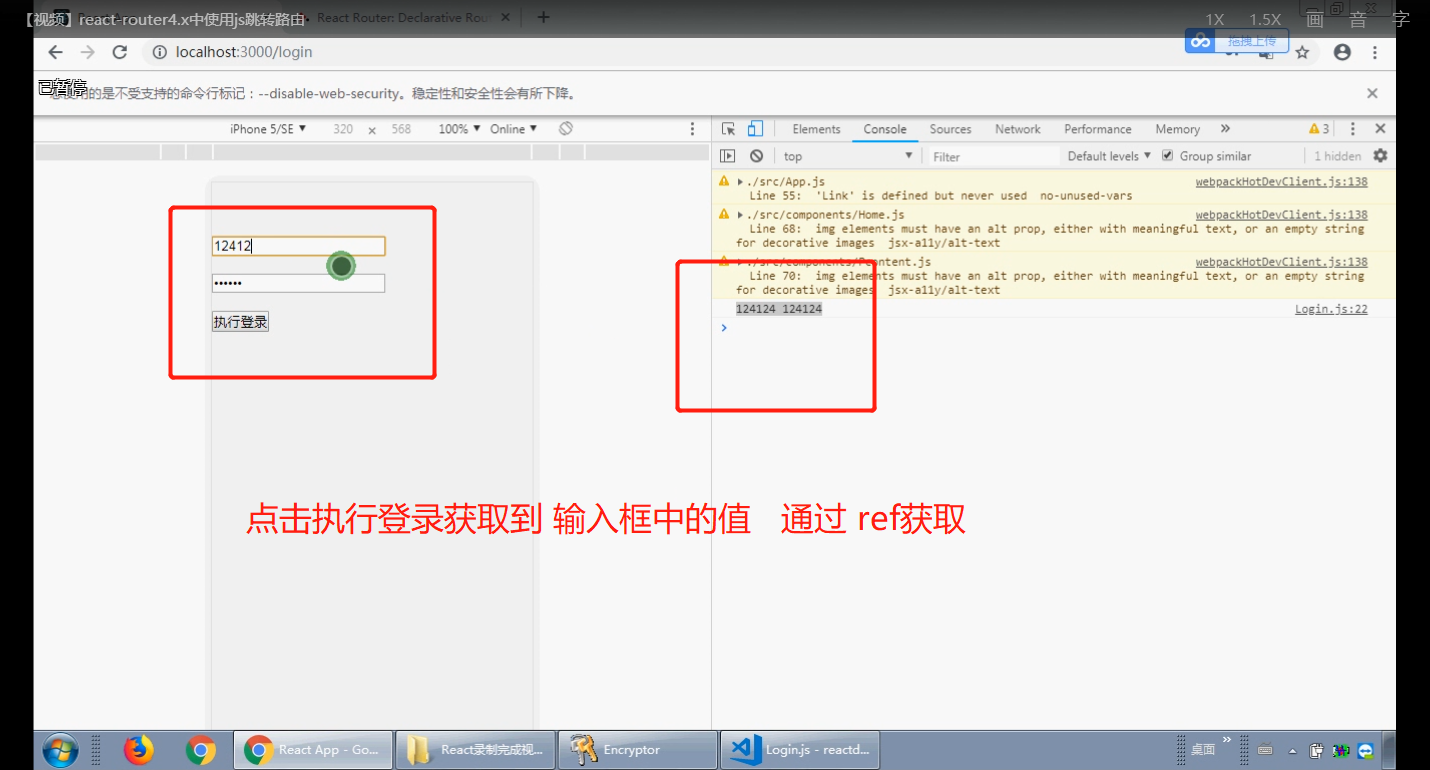 【视频】react-router4.x中使用js跳转路由
React Router: Declarative Rout
1X 1.5X 画 音 字
localhost:3000/login
拖拽上传
已暂停
使用的是不受支持的命令行标记：--disable-web-security。稳定性和安全性会有所下降。
iPhone 5/SE 320 x 568 100% Online
Elements Console Sources Network Performance Memory 3
top Filter Default levels Group similar 1 hidden
./src/App.js webpackHotDevClient.js:138
Line 55: 'Link' is defined but never used no-unused-vars
./src/components/Home.js webpackHotDevClient.js:138
Line 68: img elements must have an alt prop, either with meaningful text, or an empty string
for decorative images jsx-a11y/alt-text
./src/components/Pcontent.js webpackHotDevClient.js:138
Line 70: img elements must have an alt prop, either with meaningful text, or an empty string
for decorative images jsx-a11y/alt-text
124124 124124 Login.js:22
12412
••••••
执行登录
点击执行登录获取到 输入框中的值 通过 ref获取
React App - Go...
React录制完成视...
Encryptor
Login.js - reactd...
桌面